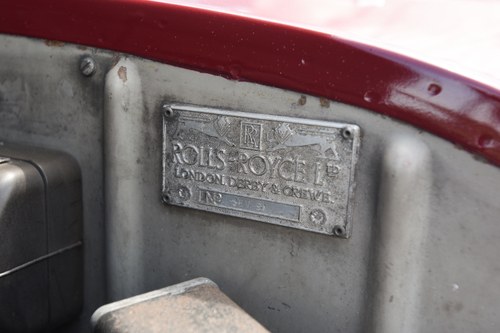 RR
ROLLS-ROYCE LTD
LONDON, DERBY & CREWE
No